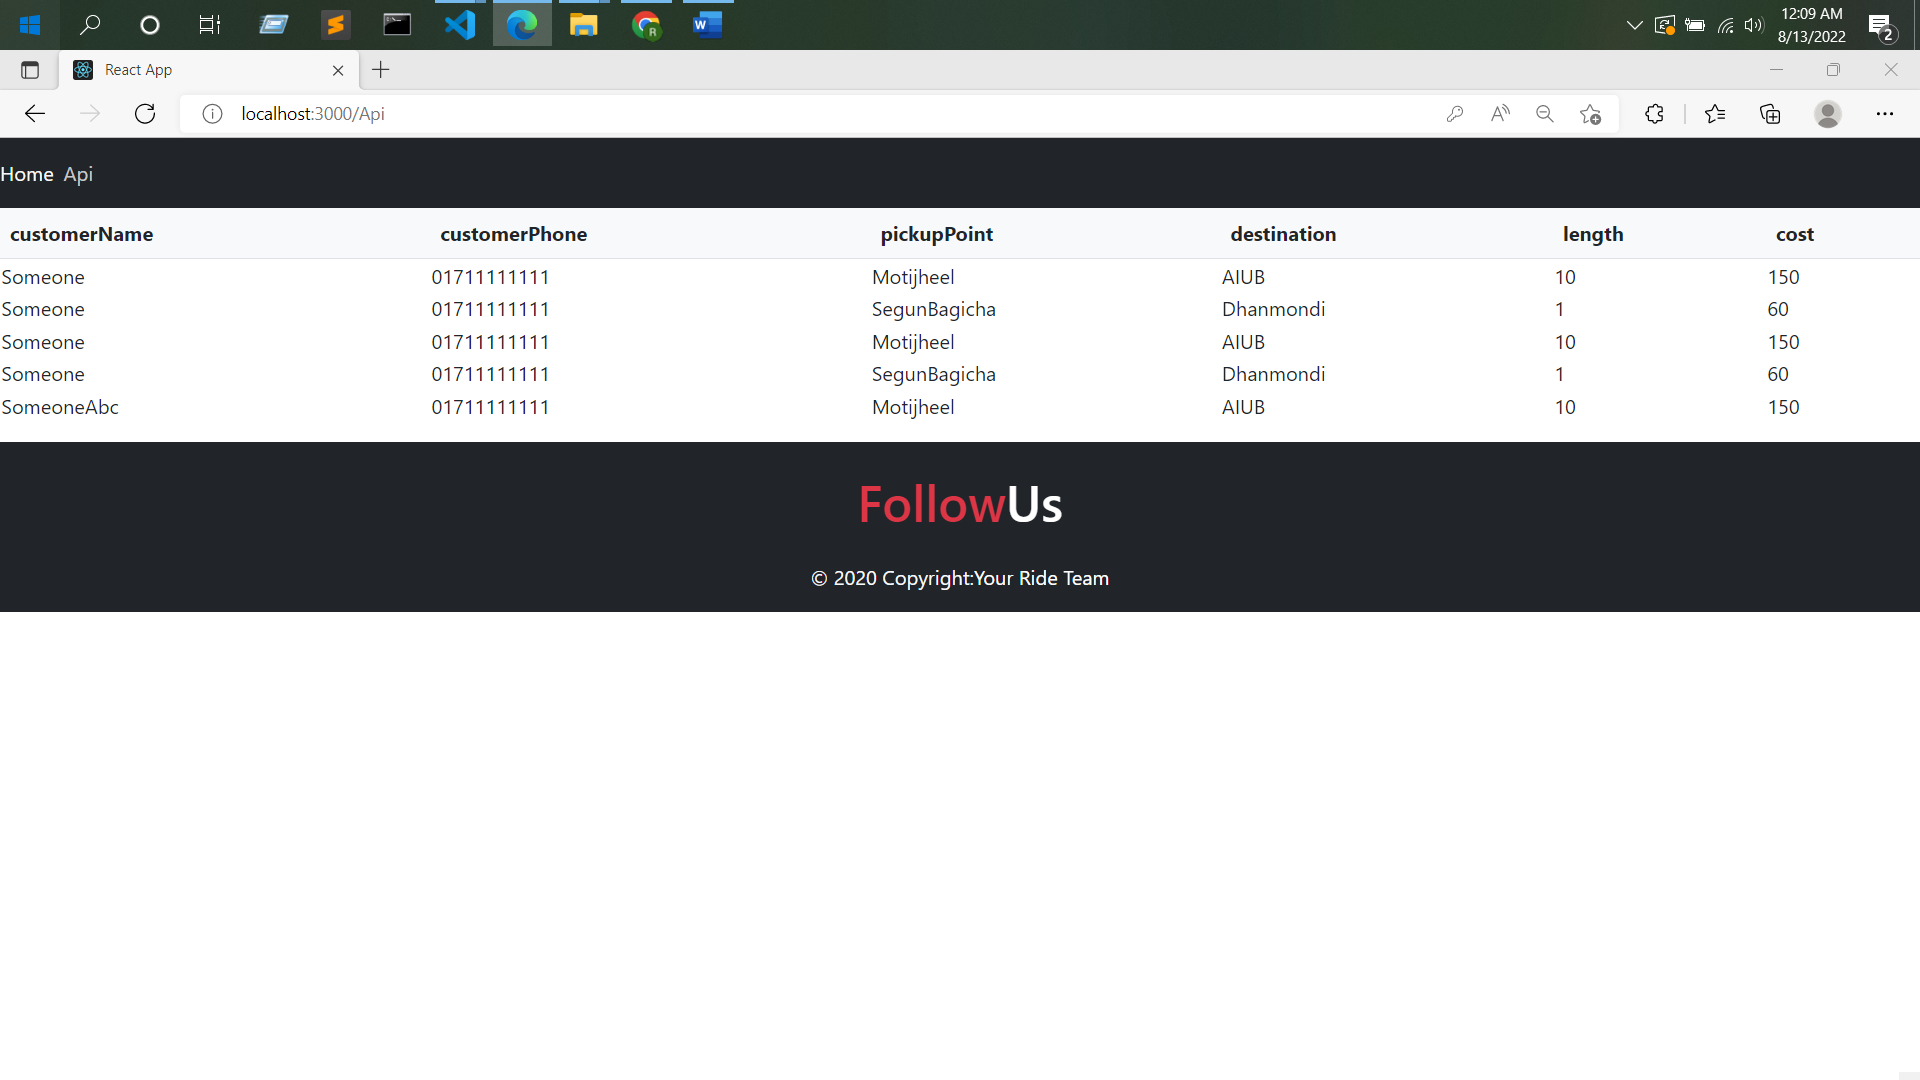 12:09 AM
8/13/2022
2
React App
localhost:3000/Api
Home Api
customerName customerPhone pickupPoint destination length cost
Someone 01711111111 Motijheel AIUB 10 150
Someone 01711111111 SegunBagicha Dhanmondi 1 60
Someone 01711111111 Motijheel AIUB 10 150
Someone 01711111111 SegunBagicha Dhanmondi 1 60
SomeoneAbc 01711111111 Motijheel AIUB 10 150
FollowUs
© 2020 Copyright:Your Ride Team